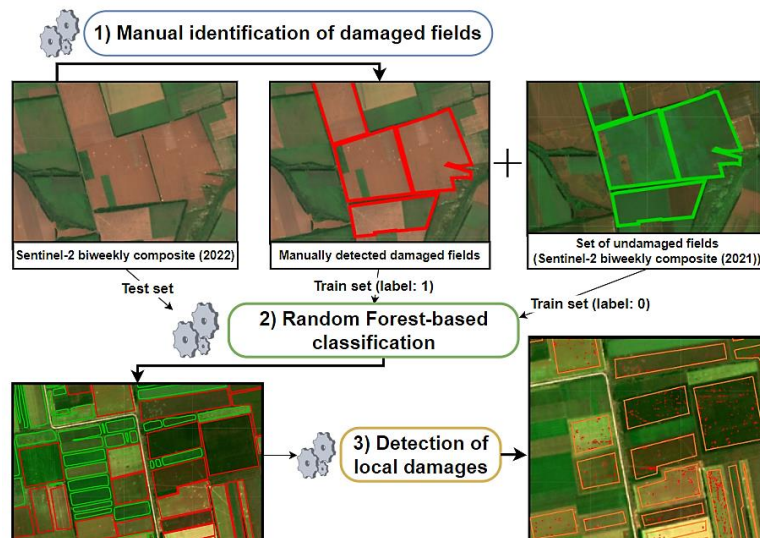 1) Manual identification of damaged fields
Sentinel-2 biweekly composite (2022)
Manually detected damaged fields
Set of undamaged fields
(Sentinel-2 biweekly composite (2021))
Test set
Train set (label: 1)
Train set (label: 0)
2) Random Forest-based
classification
3) Detection of
local damages